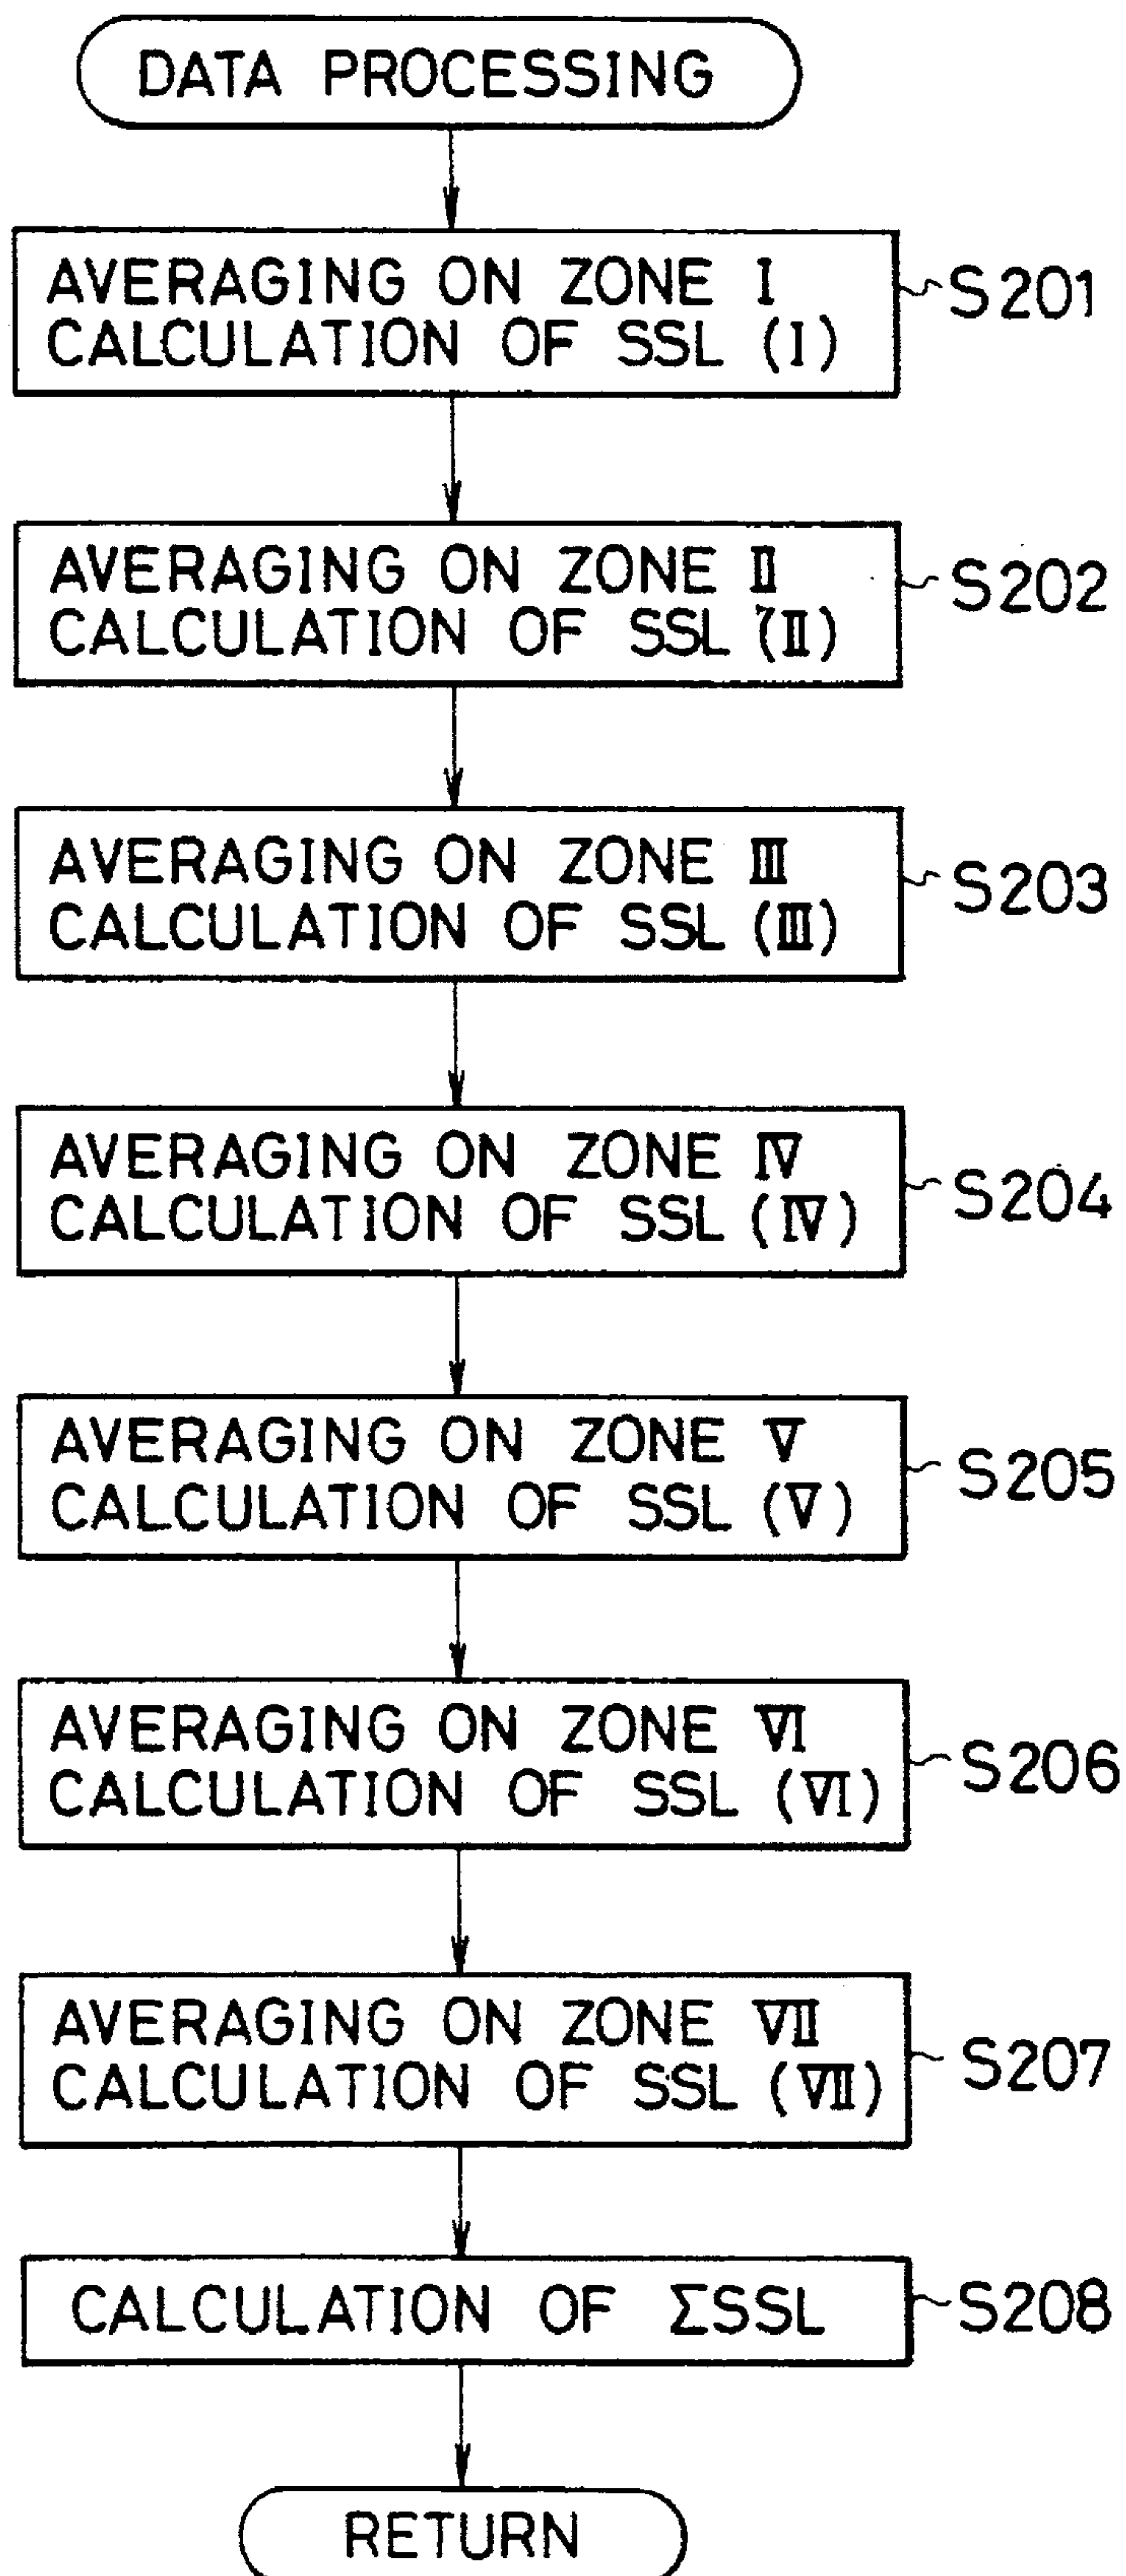 DATA PROCESSING
AVERAGING ON ZONE I
CALCULATION OF SSL (I)
S201
AVERAGING ON ZONE II
CALCULATION OF SSL (II)
S202
AVERAGING ON ZONE III
CALCULATION OF SSL (III)
S203
AVERAGING ON ZONE IV
CALCULATION OF SSL (IV)
S204
AVERAGING ON ZONE V
CALCULATION OF SSL (V)
S205
AVERAGING ON ZONE VI
CALCULATION OF SSL (VI)
S206
AVERAGING ON ZONE VII
CALCULATION OF SSL (VII)
S207
CALCULATION OF ΣSSL
S208
RETURN